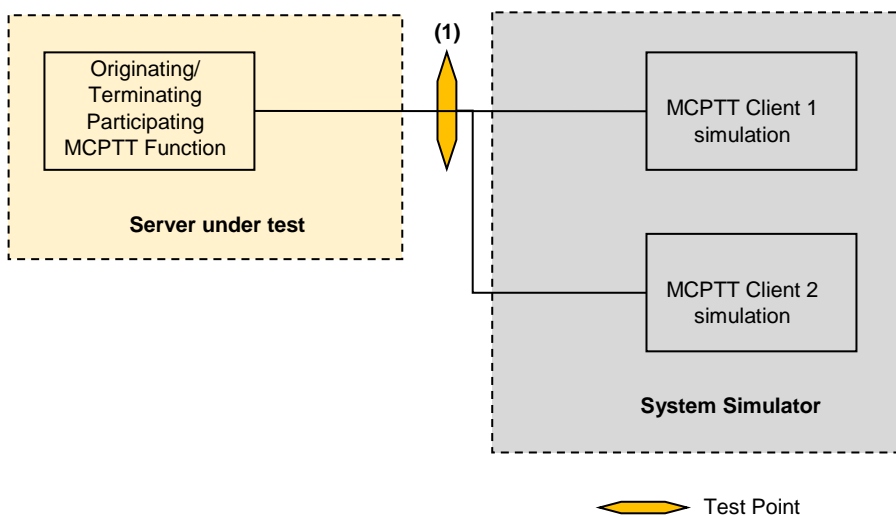 (1)
Originating/
Terminating
Participating
MCPTT Function
Server under test
MCPTT Client 1
simulation
MCPTT Client 2
simulation
System Simulator
Test Point